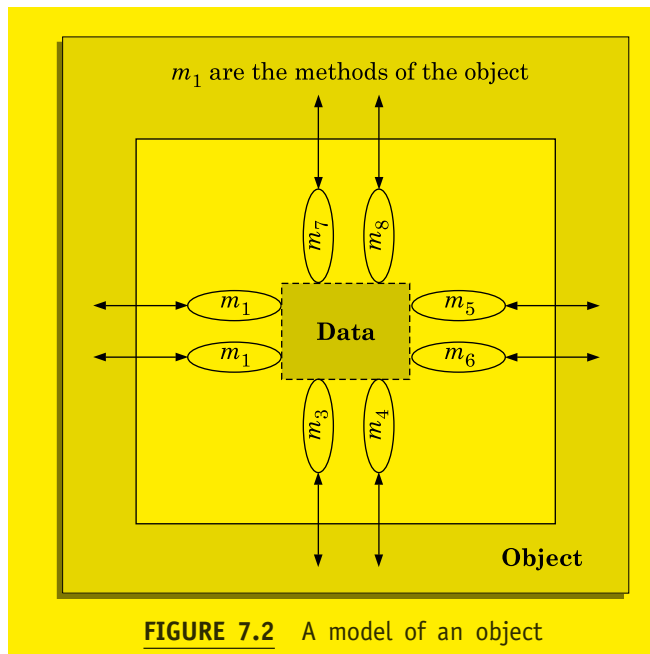 m₁ are the methods of the object
m₇
m₈
m₁
m₅
Data
m₁
m₆
m₃
m₄
Object
FIGURE 7.2 A model of an object